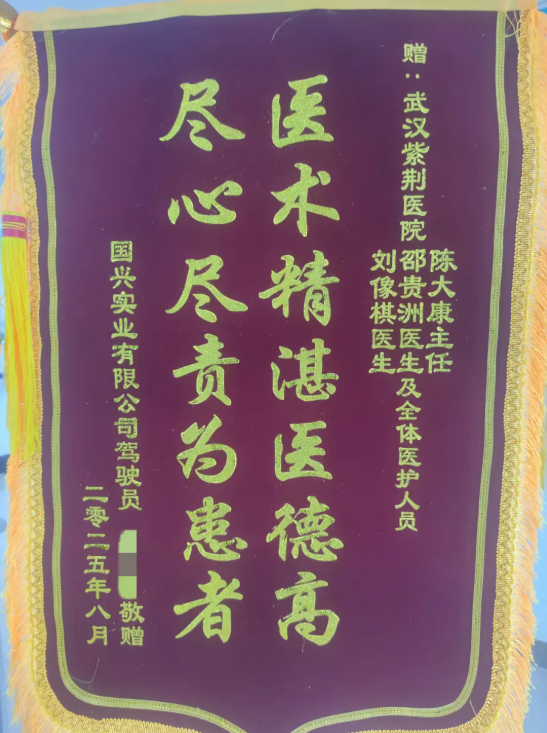 赠：武汉紫荆医院
陈大康主任
邵贵洲医生及全体医护人员
刘像棋医生
医术精湛医德高
尽心尽责为患者
国兴实业有限公司驾驶员
敬赠
二零二五年八月